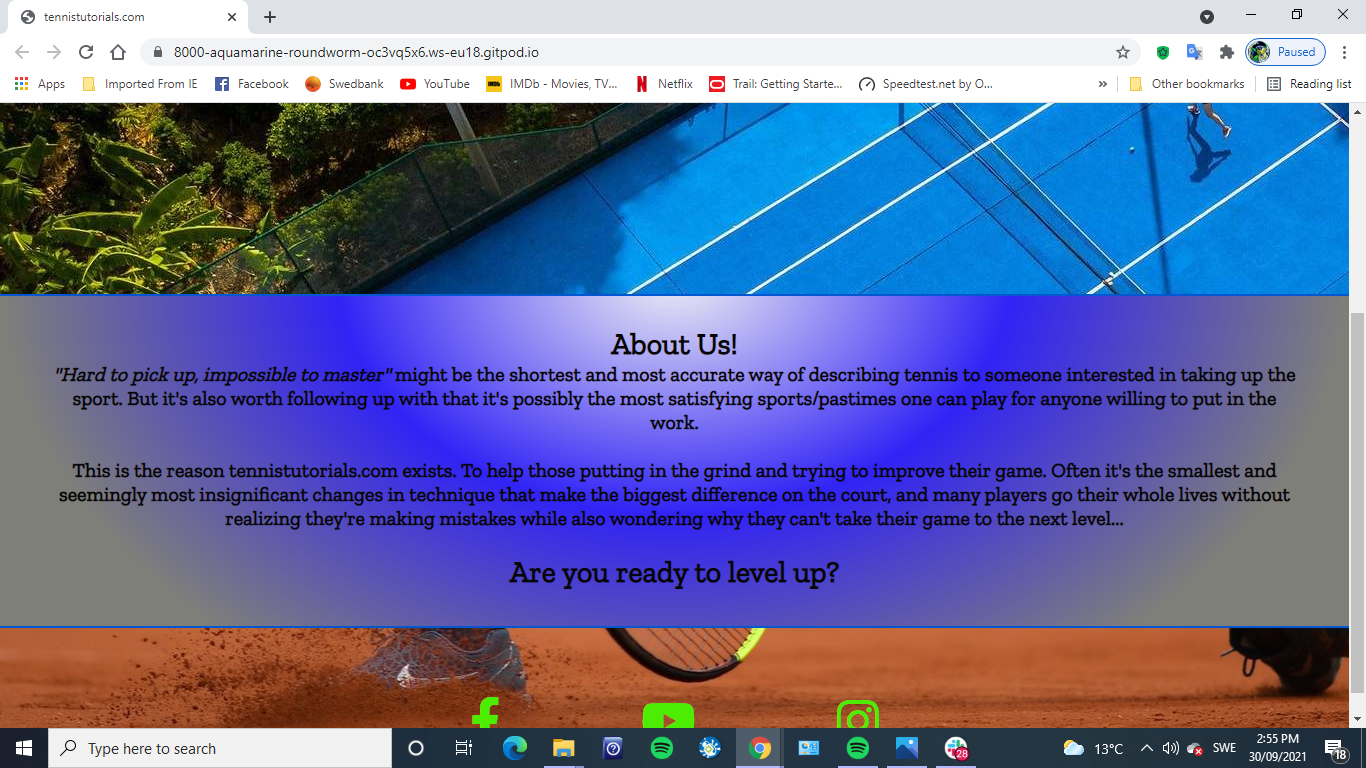 tennistutorials.com
8000-aquamarine-roundworm-oc3vq5x6.ws-eu18.gitpod.io
Paused
Apps
Imported From IE
Facebook
Swedbank
YouTube
IMDb
IMDb - Movies, TV...
Netflix
Trail: Getting Starte...
Speedtest.net by O...
»
Other bookmarks
Reading list
About Us!
"Hard to pick up, impossible to master" might be the shortest and most accurate way of describing tennis to someone interested in taking up the
sport. But it's also worth following up with that it's possibly the most satisfying sports/pastimes one can play for anyone willing to put in the
work.
This is the reason tennistutorials.com exists. To help those putting in the grind and trying to improve their game. Often it's the smallest and
seemingly most insignificant changes in technique that make the biggest difference on the court, and many players go their whole lives without
realizing they're making mistakes while also wondering why they can't take their game to the next level...
Are you ready to level up?
Type here to search
28
13°C
SWE
2:55 PM
30/09/2021
18